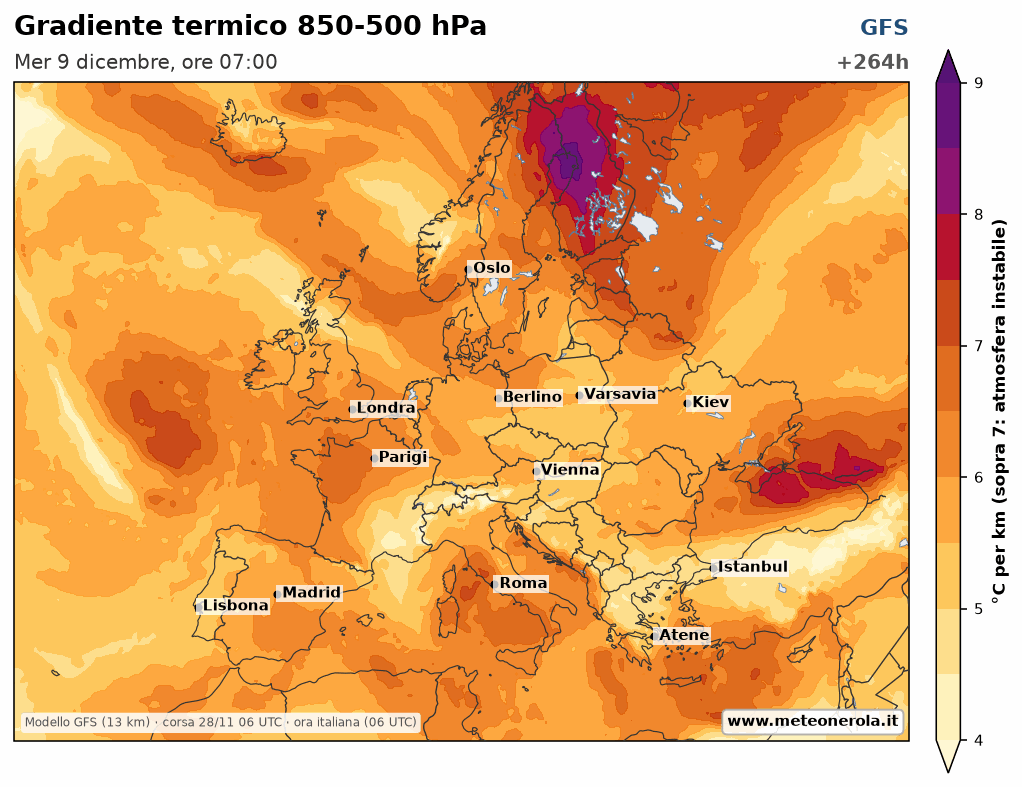 Gradiente termico 850-500 hPa
GFS
Mer 9 dicembre, ore 07:00
+264h
Oslo
Londra
Berlino
Varsavia
Kiev
Parigi
Vienna
Istanbul
Roma
Madrid
Lisbona
Atene
Modello GFS (13 km) · corsa 28/11 06 UTC · ora italiana (06 UTC)
www.meteonerola.it
9
8
7
6
5
4
°C per km (sopra 7: atmosfera instabile)